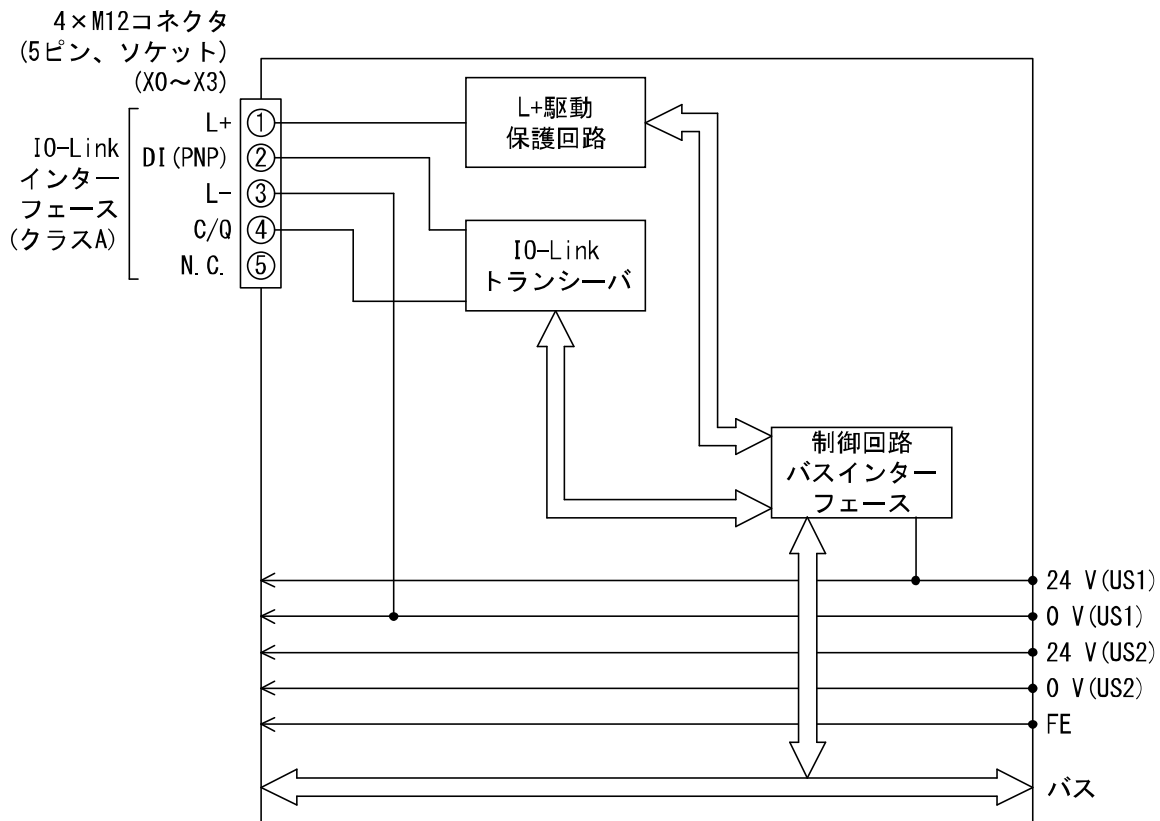 4×M12コネクタ
(5ピン、ソケット)
(X0～X3)
IO-Link
インター
フェース
(クラスA)
L+
①
DI(PNP)
②
L-
③
C/Q
④
N.C.
⑤
L+駆動
保護回路
IO-Link
トランシーバ
制御回路
バスインター
フェース
24 V(US1)
0 V(US1)
24 V(US2)
0 V(US2)
FE
バス